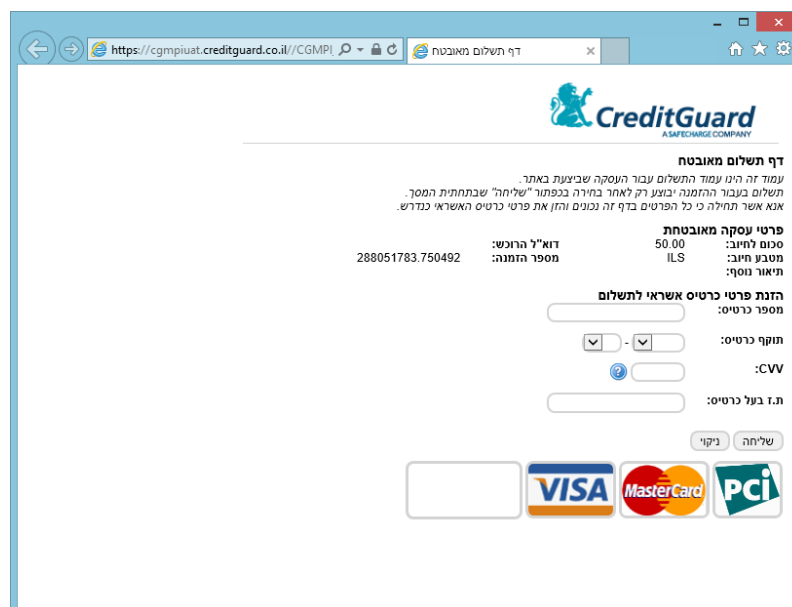 https://cgmpiuat.creditguard.co.il//CGMPI_
דף תשלום מאובטח
CreditGuard
A SAFECHARGE COMPANY
דף תשלום מאובטח
עמוד זה הינו עמוד התשלום עבור העסקה שביצעת באתר.
תשלום בעבור ההזמנה יבוצע רק לאחר בחירה בכפתור "שליחה" שבתחתית המסך.
אנא אשר תחילה כי כל הפרטים בדף זה נכונים והזן את פרטי כרטיס האשראי כנדרש.
פרטי עסקה מאובטחת
סכום לחיוב: 50.00 דוא"ל הרוכש:
מטבע חיוב: ILS מספר הזמנה: 288051783.750492
תיאור נוסף:
הזנת פרטי כרטיס אשראי לתשלום
מספר כרטיס:
תוקף כרטיס: -
CVV: ?
ת.ז בעל כרטיס:
שליחה ניקוי
PCi MasterCard VISA